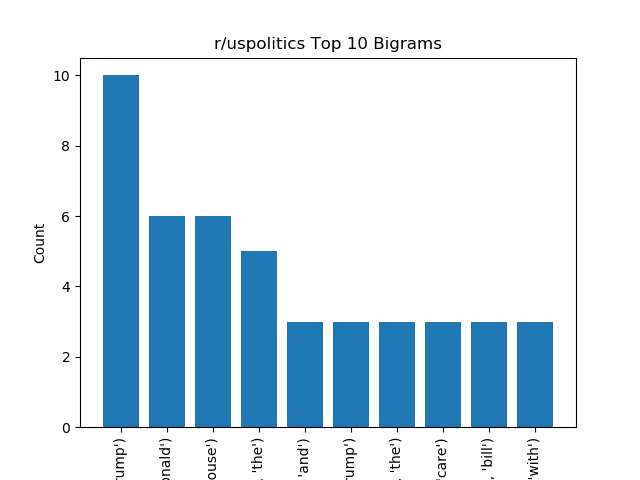 r/uspolitics Top 10 Bigrams
Count
10
8
6
4
2
0
rump')
onald')
ouse')
, 'the')
'and')
rump')
, 'the')
'care')
, 'bill')
'with')